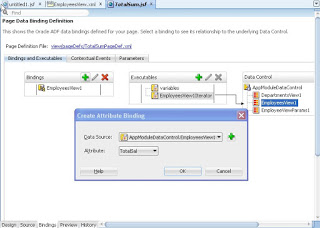 untitled1.jsf
EmployeesView.xml
TotalSum.jsf
Find
Page Data Binding Definition
This shows the Oracle ADF data bindings defined for your page. Select a binding to see its relationship to the underlying Data Control.
Page Definition File: view/pageDefs/TotalSumPageDef.xml
Bindings and Executables
Contextual Events
Parameters
Bindings
Executables
Data Control
EmployeesView1
variables
EmployeesView1Iterator
AppModuleDataControl
DepartmentsView1
EmployeesView1
EmployeeViewParams1
Create Attribute Binding
Data Source:
AppModuleDataControl.EmployeesView1
Attribute:
TotalSal
Help
OK
Cancel
Design Source Bindings Preview History